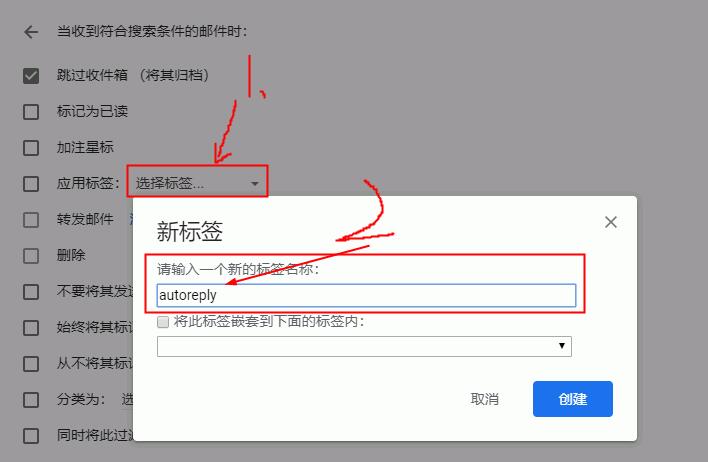 当收到符合搜索条件的邮件时：
跳过收件箱 （将其归档）
标记为已读
加注星标
应用标签： 选择标签...
转发邮件
删除
不要将其发送
始终将其标
从不将其标
分类为： 选
同时将此过滤
1、
2
新标签
请输入一个新的标签名称：
autoreply
将此标签嵌套到下面的标签内：
取消
创建